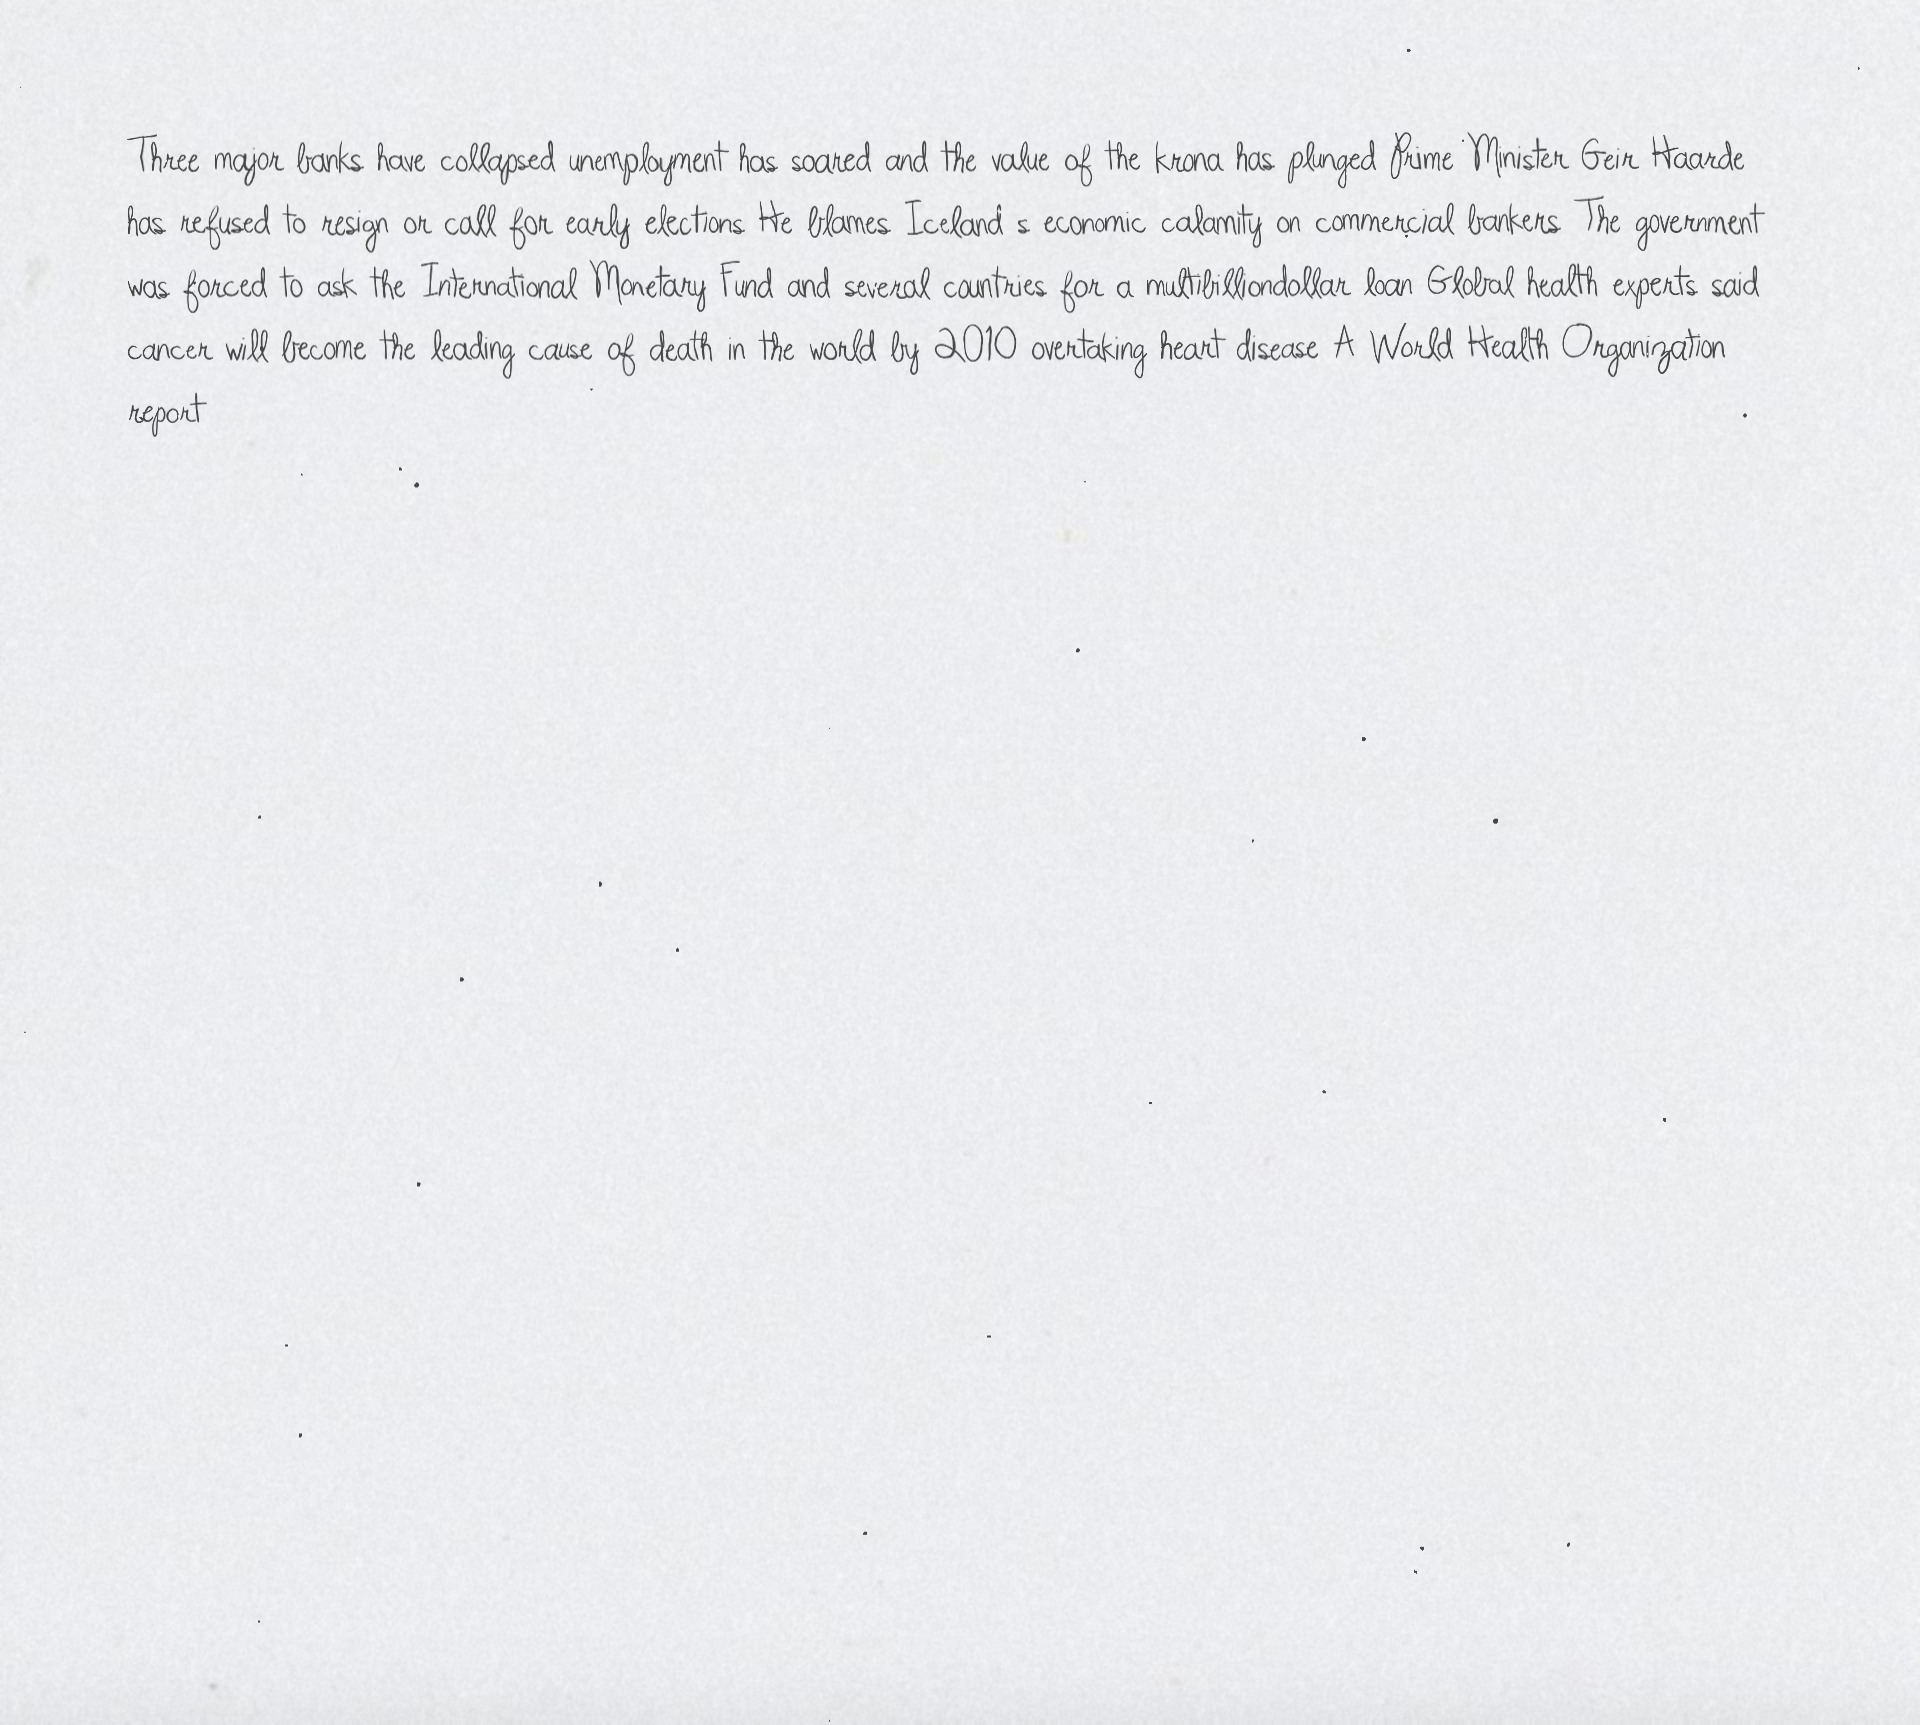 Three major banks have collapsed unemployment has soared and the value of the krona has plunged Prime Minister Geir Haarde
has refused to resign or call for early elections He blames Iceland s economic calamity on commercial bankers The government
was forced to ask the International Monetary Fund and several countries for a multibilliondollar loan Global health experts said
cancer will become the leading cause of death in the world by 2010 overtaking heart disease A World Health Organization
report